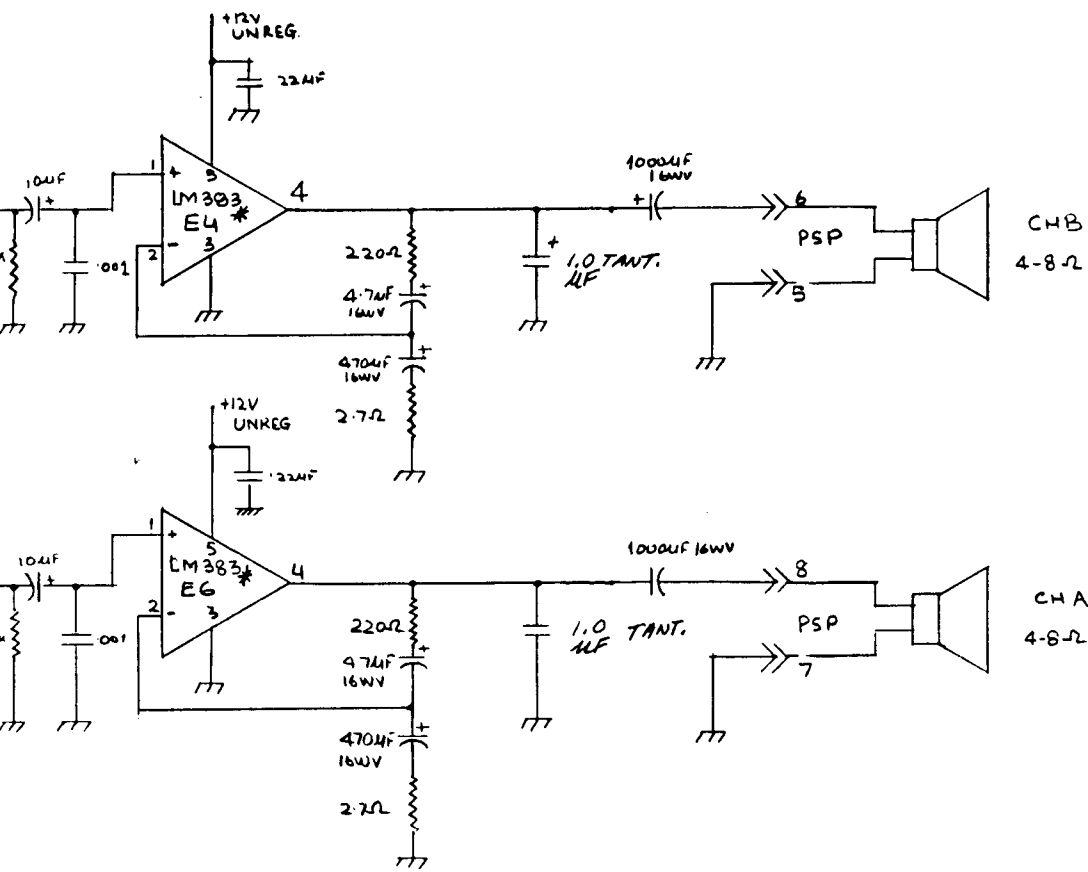 +12V
UNREG.
22µF
10µF
+
.001
1
+
5
LM383
E4 *
3
2
-
4
220Ω
+
4.7µF
16WV
+
470µF
16WV
2.7Ω
+
1.0 TANT.
µF
1000µF
16WV
+
6
PSP
5
CHB
4-8Ω
+12V
UNREG
.22µF
10µF
+
.001
1
+
5
LM383
E6 *
3
2
-
4
220Ω
+
47µF
16WV
+
470µF
16WV
2.7Ω
1.0 TANT.
µF
1000µF 16WV
8
PSP
7
CHA
4-8Ω